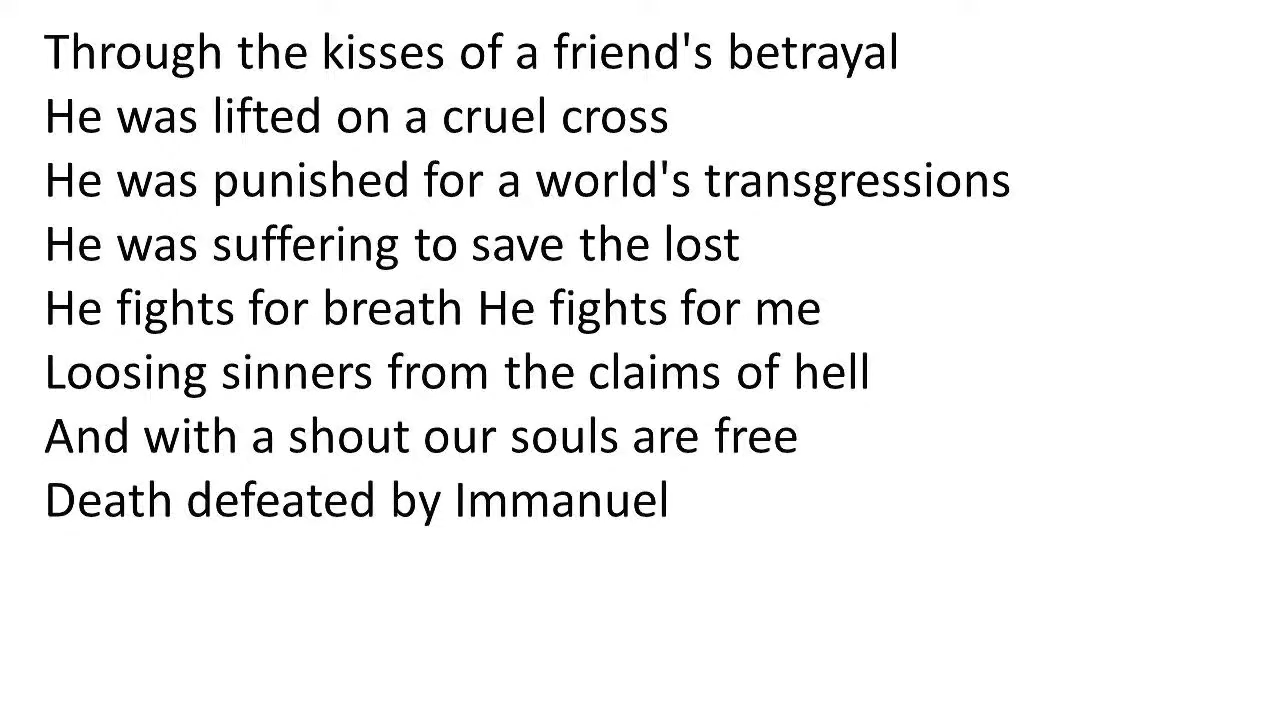 Through the kisses of a friend's betrayal
He was lifted on a cruel cross
He was punished for a world's transgressions
He was suffering to save the lost
He fights for breath He fights for me
Loosing sinners from the claims of hell
And with a shout our souls are free
Death defeated by Immanuel